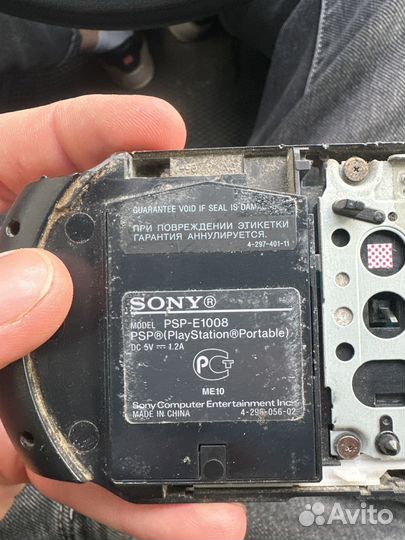 GUARANTEE VOID IF SEAL IS DAMA
ПРИ ПОВРЕЖДЕНИИ ЭТИКЕТКИ
ГАРАНТИЯ АННУЛИРУЕТСЯ.
4-297-401-11
SONY®
MODEL PSP-E1008
PSP®(PlayStation®Portable)
DC 5V ⎓ 1.2A
РСТ
ME10
Sony Computer Entertainment Inc.
MADE IN CHINA 4-296-056-02
Avito